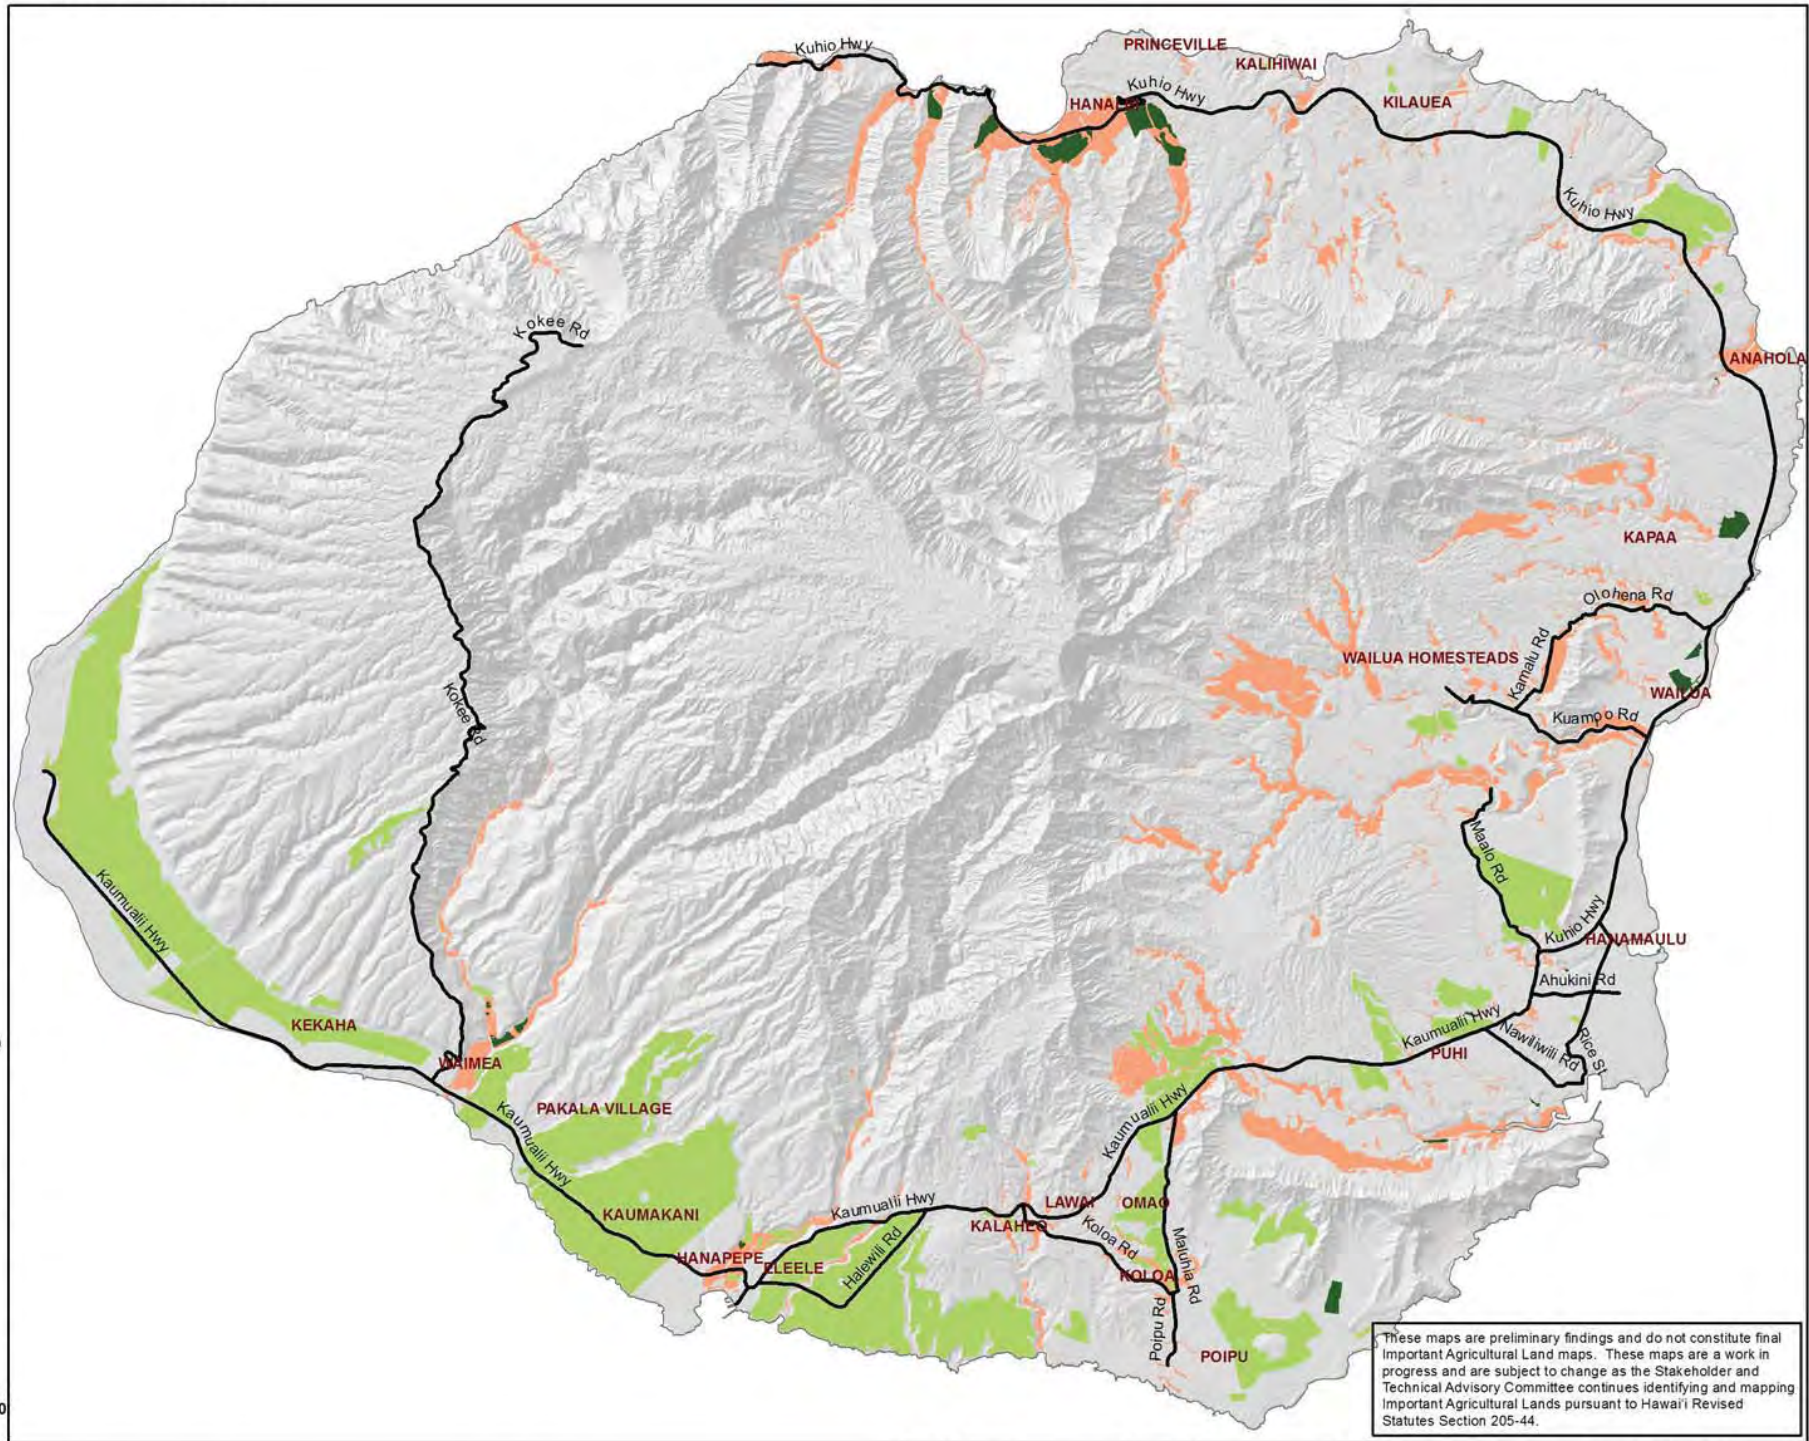 Kuhio Hwy
PRINCEVILLE
KALIHIWAI
Kuhio Hwy
HANALEI
KILAUEA
Kuhio Hwy
Kokee Rd
ANAHOLA
KAPAA
Olohena Rd
WAILUA HOMESTEADS
Kamalu Rd
WAILUA
Kokee Rd
Kuampo Rd
Maalo Rd
Kaumualii Hwy
Kuhio Hwy
HANAMAULU
Ahukini Rd
KEKAHA
Kaumualii Hwy
Nawiliwili Rd
Rice St
PUHI
WAIMEA
PAKALA VILLAGE
Kaumualii Hwy
Kaumualii Hwy
KAUMAKANI
Kaumualii Hwy
LAWAI
OMAO
KALAHEO
Koloa Rd
Maluhia Rd
HANAPEPE
ELEELE
Halewili Rd
KOLOA
Poipu Rd
POIPU
These maps are preliminary findings and do not constitute final
Important Agricultural Land maps. These maps are a work in
progress and are subject to change as the Stakeholder and
Technical Advisory Committee continues identifying and mapping
Important Agricultural Lands pursuant to Hawai'i Revised
Statutes Section 205-44.